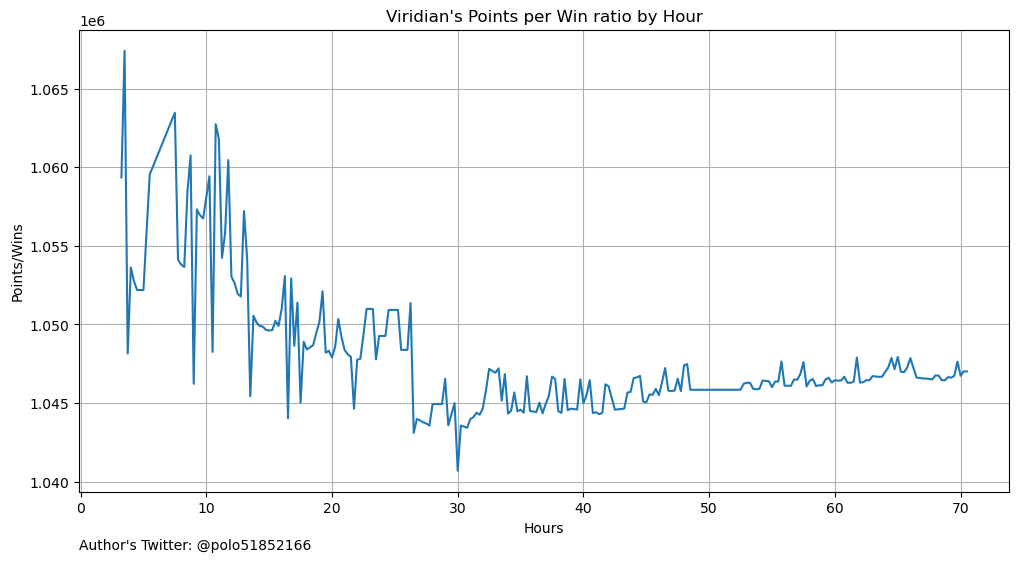 Viridian's Points per Win ratio by Hour
1e6
1.065
1.060
1.055
1.050
1.045
1.040
Points/Wins
0 10 20 30 40 50 60 70
Hours
Author's Twitter: @polo51852166